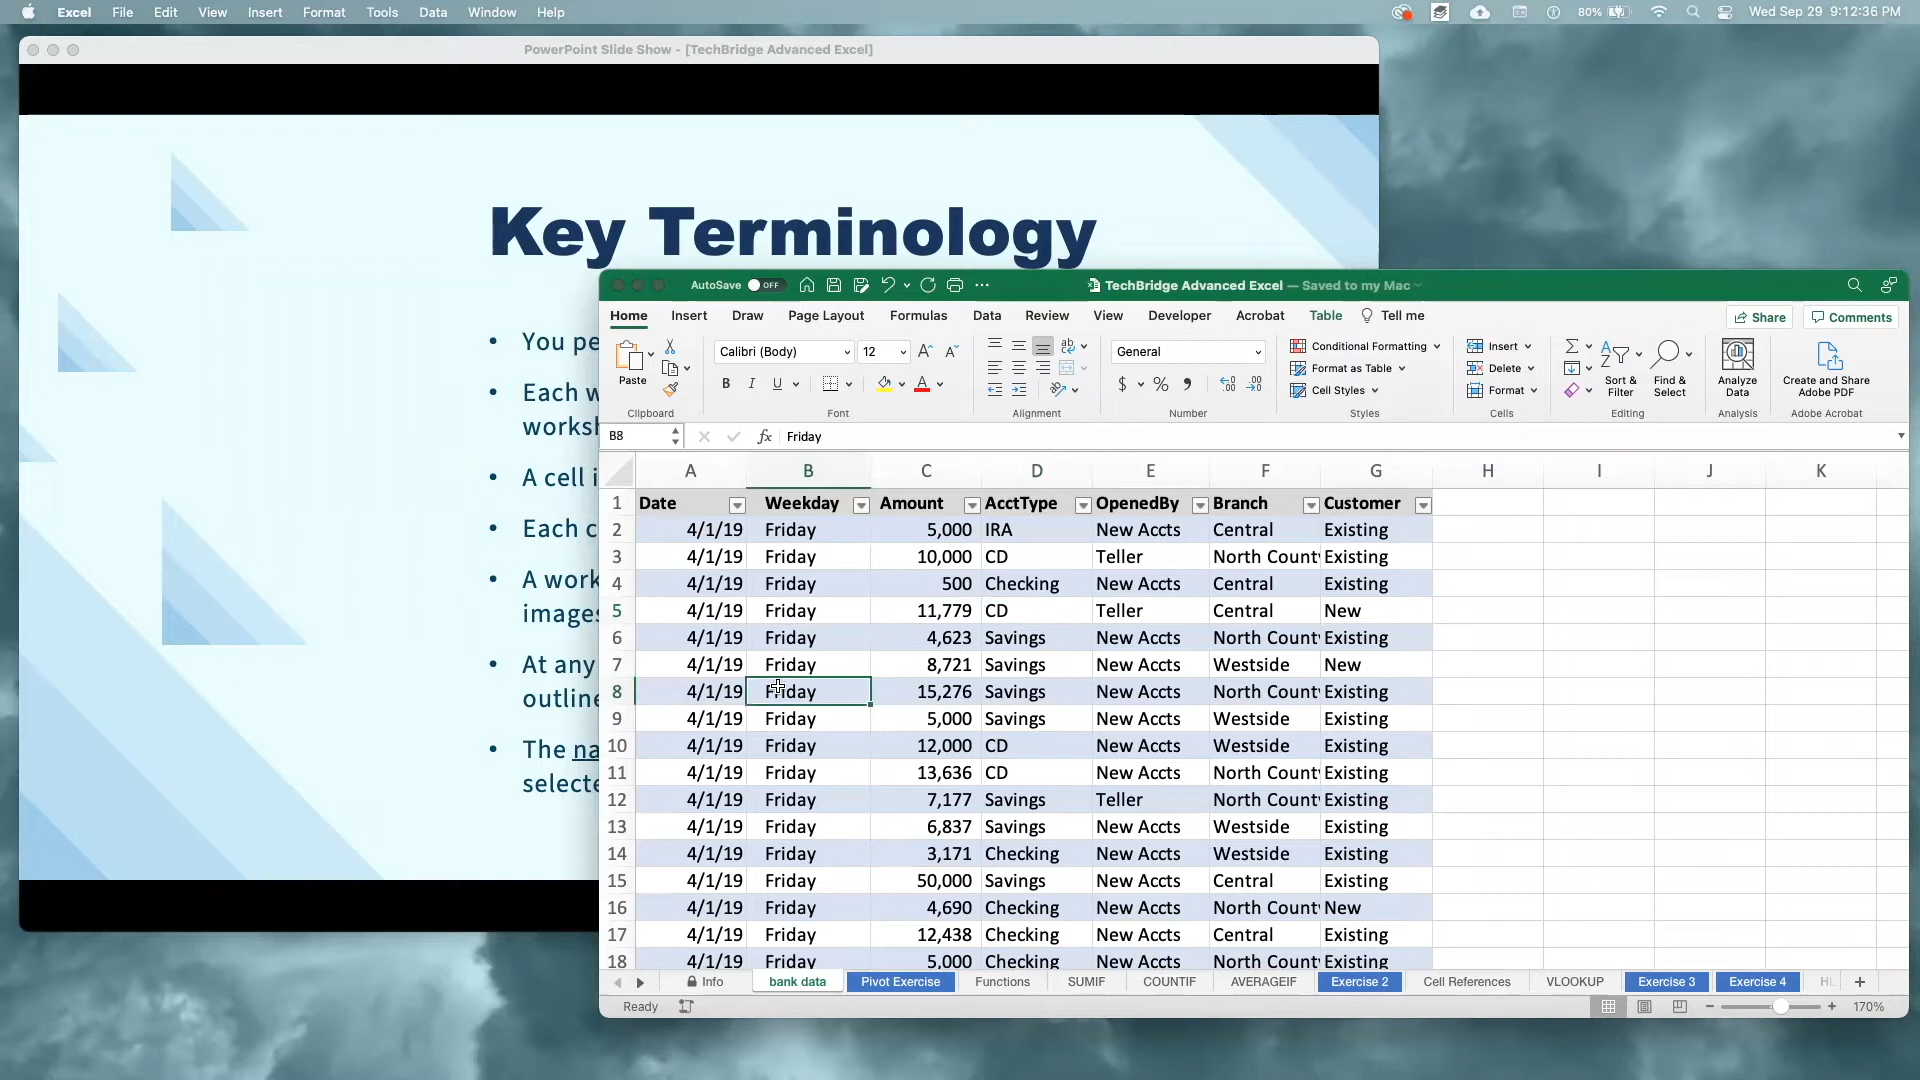 Excel File Edit View Insert Format Tools Data Window Help 80% Wed Sep 29 9:12:36 PM
PowerPoint Slide Show - [TechBridge Advanced Excel]
Key Terminology
• You pe
• Each w
worksh
• A cell i
• Each c
• A work
images
• At any
outline
• The na
selecte
AutoSave OFF TechBridge Advanced Excel — Saved to my Mac
Home Insert Draw Page Layout Formulas Data Review View Developer Acrobat Table Tell me Share Comments
Paste Calibri (Body) 12 General Conditional Formatting Insert
Format as Table Delete Sort & Filter Find & Select Analyze Data Create and Share Adobe PDF
B I U $ % Cell Styles Format
Clipboard Font Alignment Number Styles Cells Editing Analysis Adobe Acrobat
B8 fx Friday
A B C D E F G H I J K
1 Date Weekday Amount AcctType OpenedBy Branch Customer
2 4/1/19 Friday 5,000 IRA New Accts Central Existing
3 4/1/19 Friday 10,000 CD Teller North County Existing
4 4/1/19 Friday 500 Checking New Accts Central Existing
5 4/1/19 Friday 11,779 CD Teller Central New
6 4/1/19 Friday 4,623 Savings New Accts North County Existing
7 4/1/19 Friday 8,721 Savings New Accts Westside New
8 4/1/19 Friday 15,276 Savings New Accts North County Existing
9 4/1/19 Friday 5,000 Savings New Accts Westside Existing
10 4/1/19 Friday 12,000 CD New Accts Westside Existing
11 4/1/19 Friday 13,636 CD New Accts North County Existing
12 4/1/19 Friday 7,177 Savings Teller North County Existing
13 4/1/19 Friday 6,837 Savings New Accts Westside Existing
14 4/1/19 Friday 3,171 Checking New Accts Westside Existing
15 4/1/19 Friday 50,000 Savings New Accts Central Existing
16 4/1/19 Friday 4,690 Checking New Accts North County New
17 4/1/19 Friday 12,438 Checking New Accts Central Existing
18 4/1/19 Friday 5,000 Checking New Accts North County Existing
Info bank data Pivot Exercise Functions SUMIF COUNTIF AVERAGEIF Exercise 2 Cell References VLOOKUP Exercise 3 Exercise 4 +
Ready 170%